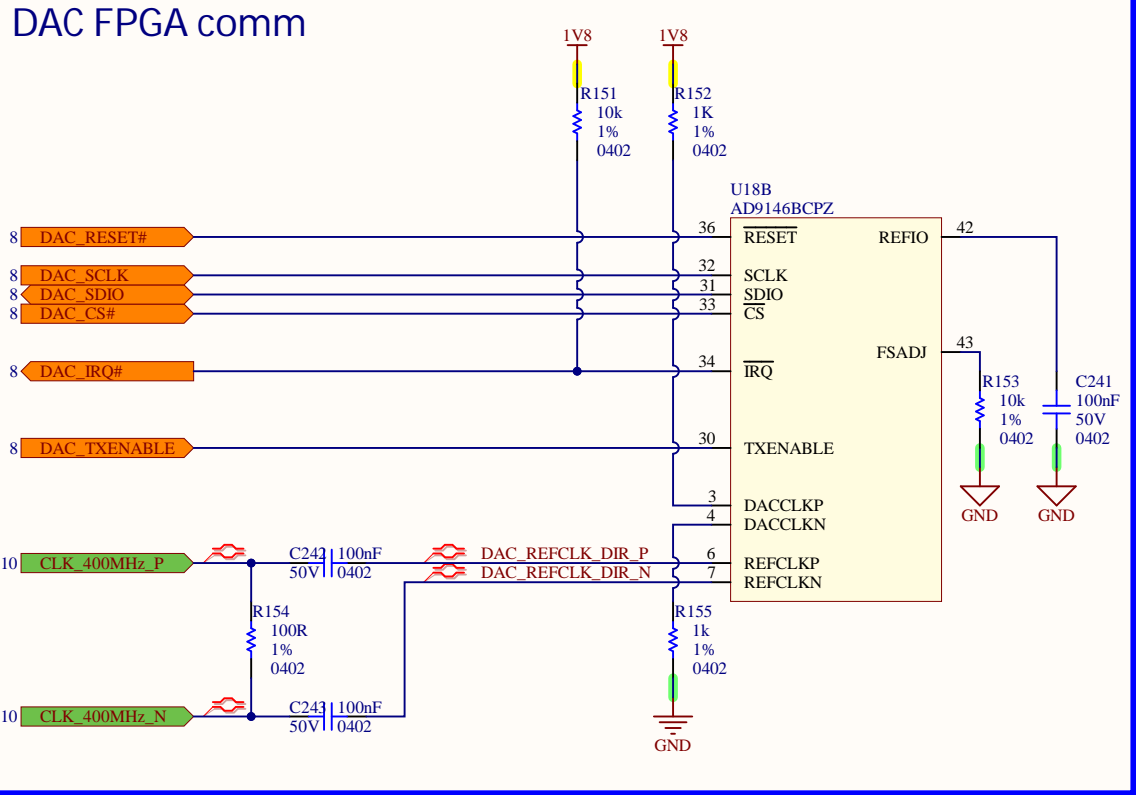 DAC FPGA comm
1V8
1V8
R151
10k
1%
0402
R152
1K
1%
0402
U18B
AD9146BCPZ
8 DAC_RESET# 36 RESET REFIO 42
8 DAC_SCLK 32 SCLK
8 DAC_SDIO 31 SDIO
8 DAC_CS# 33 CS
FSADJ 43
8 DAC_IRQ# 34 IRQ
R153
10k
1%
0402
C241
100nF
50V
0402
8 DAC_TXENABLE 30 TXENABLE
3 DACCLKP
4 DACCLKN
GND
GND
10 CLK_400MHz_P
C242 100nF
50V 0402
DAC_REFCLK_DIR_P 6 REFCLKP
DAC_REFCLK_DIR_N 7 REFCLKN
R154
100R
1%
0402
R155
1k
1%
0402
10 CLK_400MHz_N
C243 100nF
50V 0402
GND